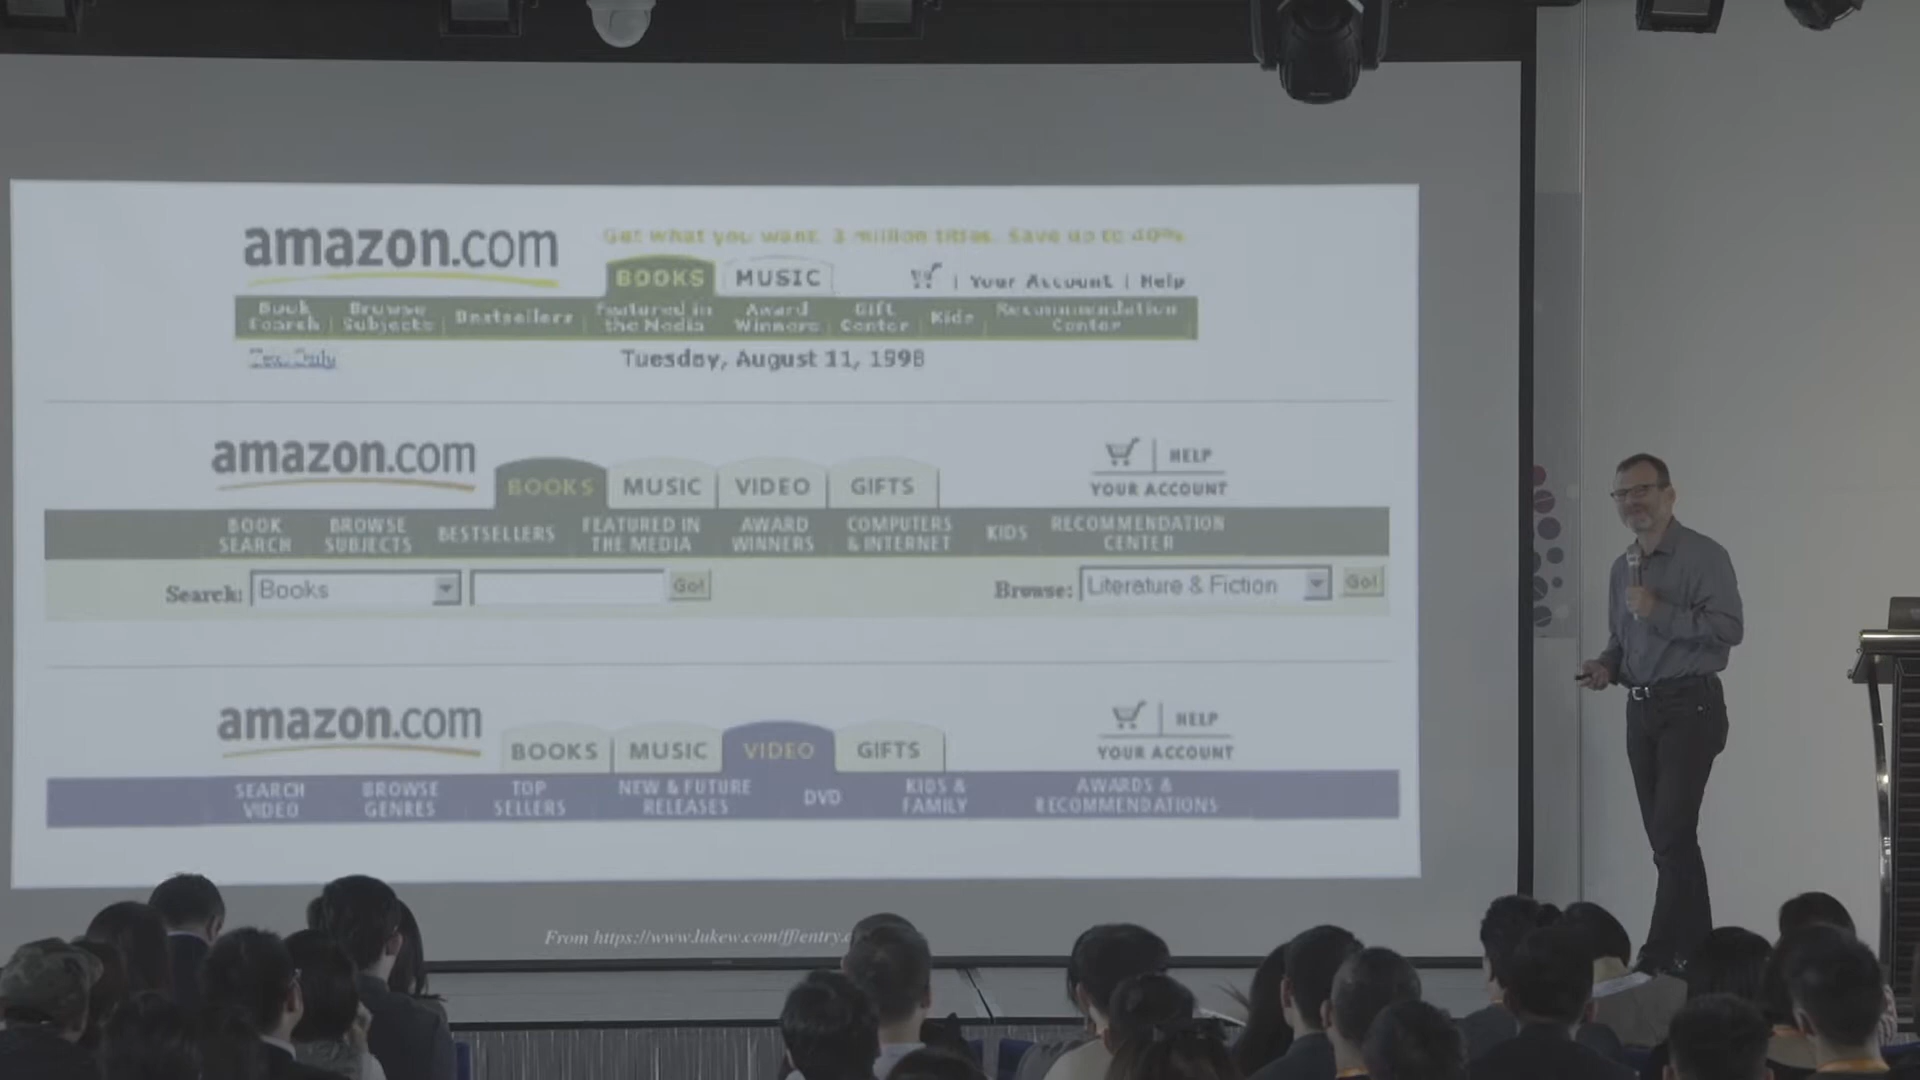 amazon.com
Get what you want. 3 million titles. Save up to 40%
BOOKS MUSIC | Your Account | Help
Book Search | Browse Subjects | Bestsellers | Featured in the Media | Award Winners | Gift Center | Kids | Recommendation Center
Text Only
Tuesday, August 11, 1998
amazon.com BOOKS MUSIC VIDEO GIFTS HELP
YOUR ACCOUNT
BOOK SEARCH BROWSE SUBJECTS BESTSELLERS FEATURED IN THE MEDIA AWARD WINNERS COMPUTERS & INTERNET KIDS RECOMMENDATION CENTER
Search: Books Go! Browse: Literature & Fiction Go!
amazon.com BOOKS MUSIC VIDEO GIFTS HELP
YOUR ACCOUNT
SEARCH VIDEO BROWSE GENRES TOP SELLERS NEW & FUTURE RELEASES DVD KIDS & FAMILY AWARDS & RECOMMENDATIONS
From https://www.lukew.com/ff/entry.